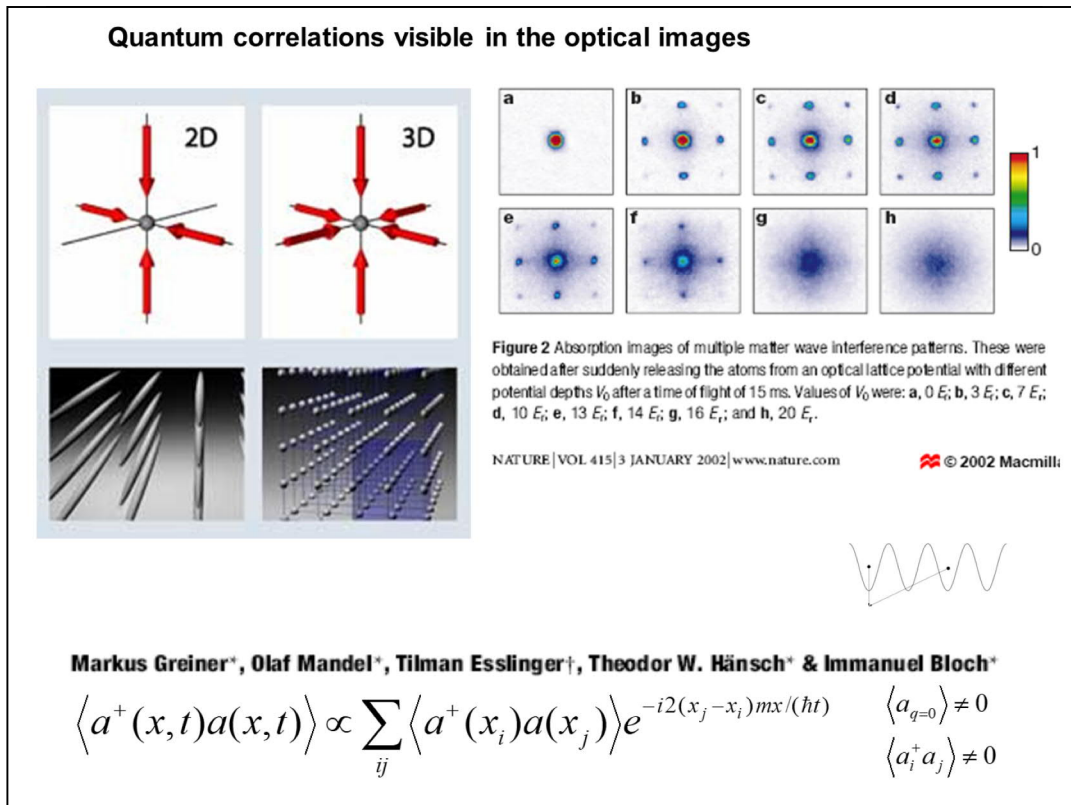 Quantum correlations visible in the optical images
2D
3D
a
b
c
d
e
f
g
h
1
0
Figure 2 Absorption images of multiple matter wave interference patterns. These were
obtained after suddenly releasing the atoms from an optical lattice potential with different
potential depths V₀ after a time of flight of 15 ms. Values of V₀ were: a, 0 Eᵣ; b, 3 Eᵣ; c, 7 Eᵣ;
d, 10 Eᵣ; e, 13 Eᵣ; f, 14 Eᵣ; g, 16 Eᵣ; and h, 20 Eᵣ.
NATURE|VOL 415|3 JANUARY 2002|www.nature.com
© 2002 Macmilla
Markus Greiner*, Olaf Mandel*, Tilman Esslinger†, Theodor W. Hänsch* & Immanuel Bloch*
⟨a⁺(x,t)a(x,t)⟩ ∝ ∑ᵢⱼ ⟨a⁺(xᵢ)a(xⱼ)⟩e^{-i2(xⱼ-xᵢ)mx/(ħt)}
⟨a_{q=0}⟩ ≠ 0
⟨aᵢ⁺aⱼ⟩ ≠ 0